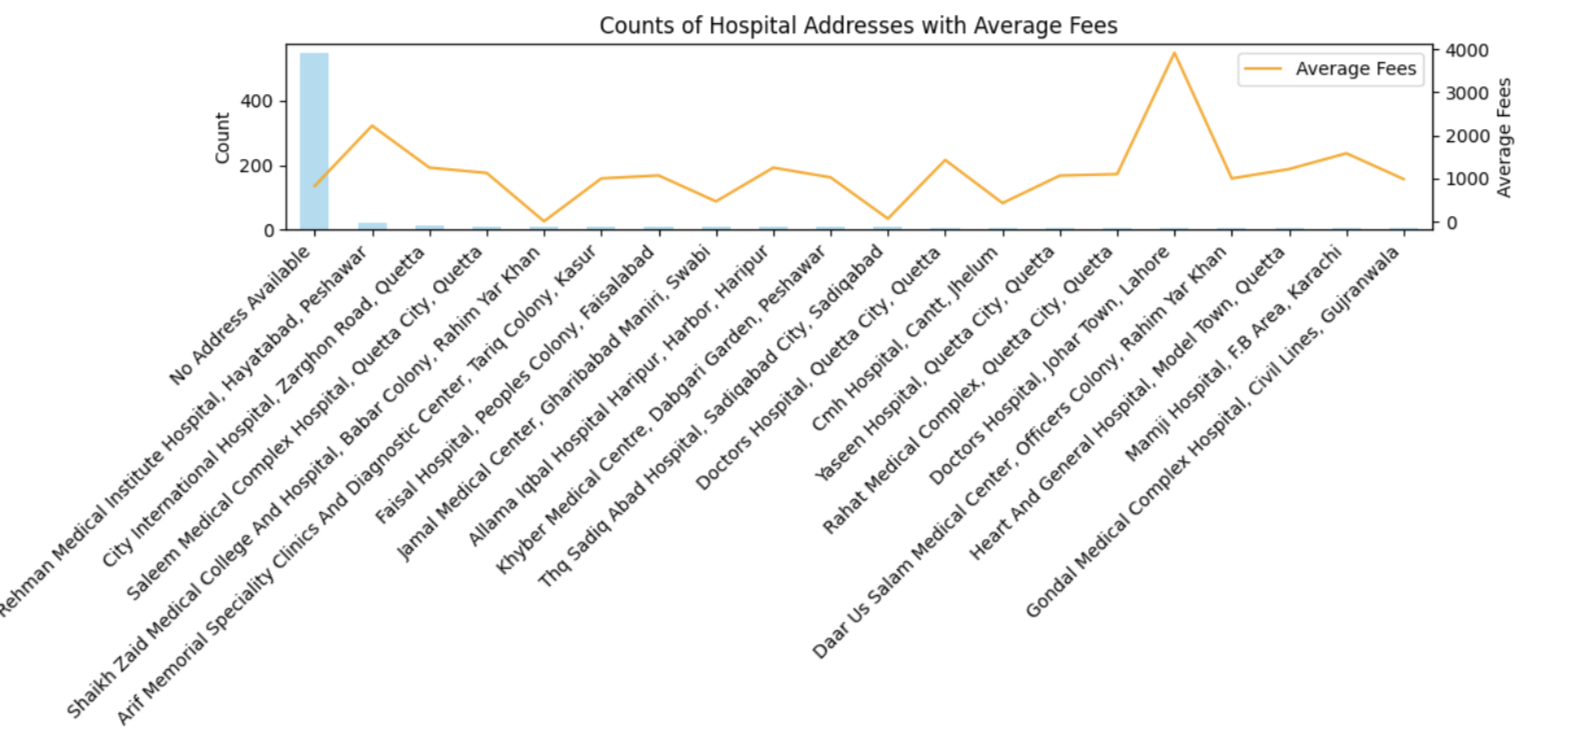 Counts of Hospital Addresses with Average Fees
Average Fees
400
200
0
Count
4000
3000
2000
1000
0
Average Fees
No Address Available
Rehman Medical Institute Hospital, Hayatabad, Peshawar
City International Hospital, Zarghon Road, Quetta
Saleem Medical Complex Hospital, Quetta City, Quetta
Shaikh Zaid Medical College And Hospital, Babar Colony, Rahim Yar Khan
Arif Memorial Speciality Clinics And Diagnostic Center, Tariq Colony, Kasur
Faisal Hospital, Peoples Colony, Faisalabad
Jamal Medical Center, Gharibabad Maniri, Swabi
Allama Iqbal Hospital Haripur, Harbor, Haripur
Khyber Medical Centre, Dabgari Garden, Peshawar
Thq Sadiq Abad Hospital, Sadiqabad City, Sadiqabad
Doctors Hospital, Quetta City, Quetta
Cmh Hospital, Cantt, Jhelum
Yaseen Hospital, Quetta City, Quetta
Rahat Medical Complex, Quetta City, Quetta
Doctors Hospital, Johar Town, Lahore
Daar Us Salam Medical Center, Officers Colony, Rahim Yar Khan
Heart And General Hospital, Model Town, Quetta
Mamji Hospital, F.B Area, Karachi
Gondal Medical Complex Hospital, Civil Lines, Gujranwala